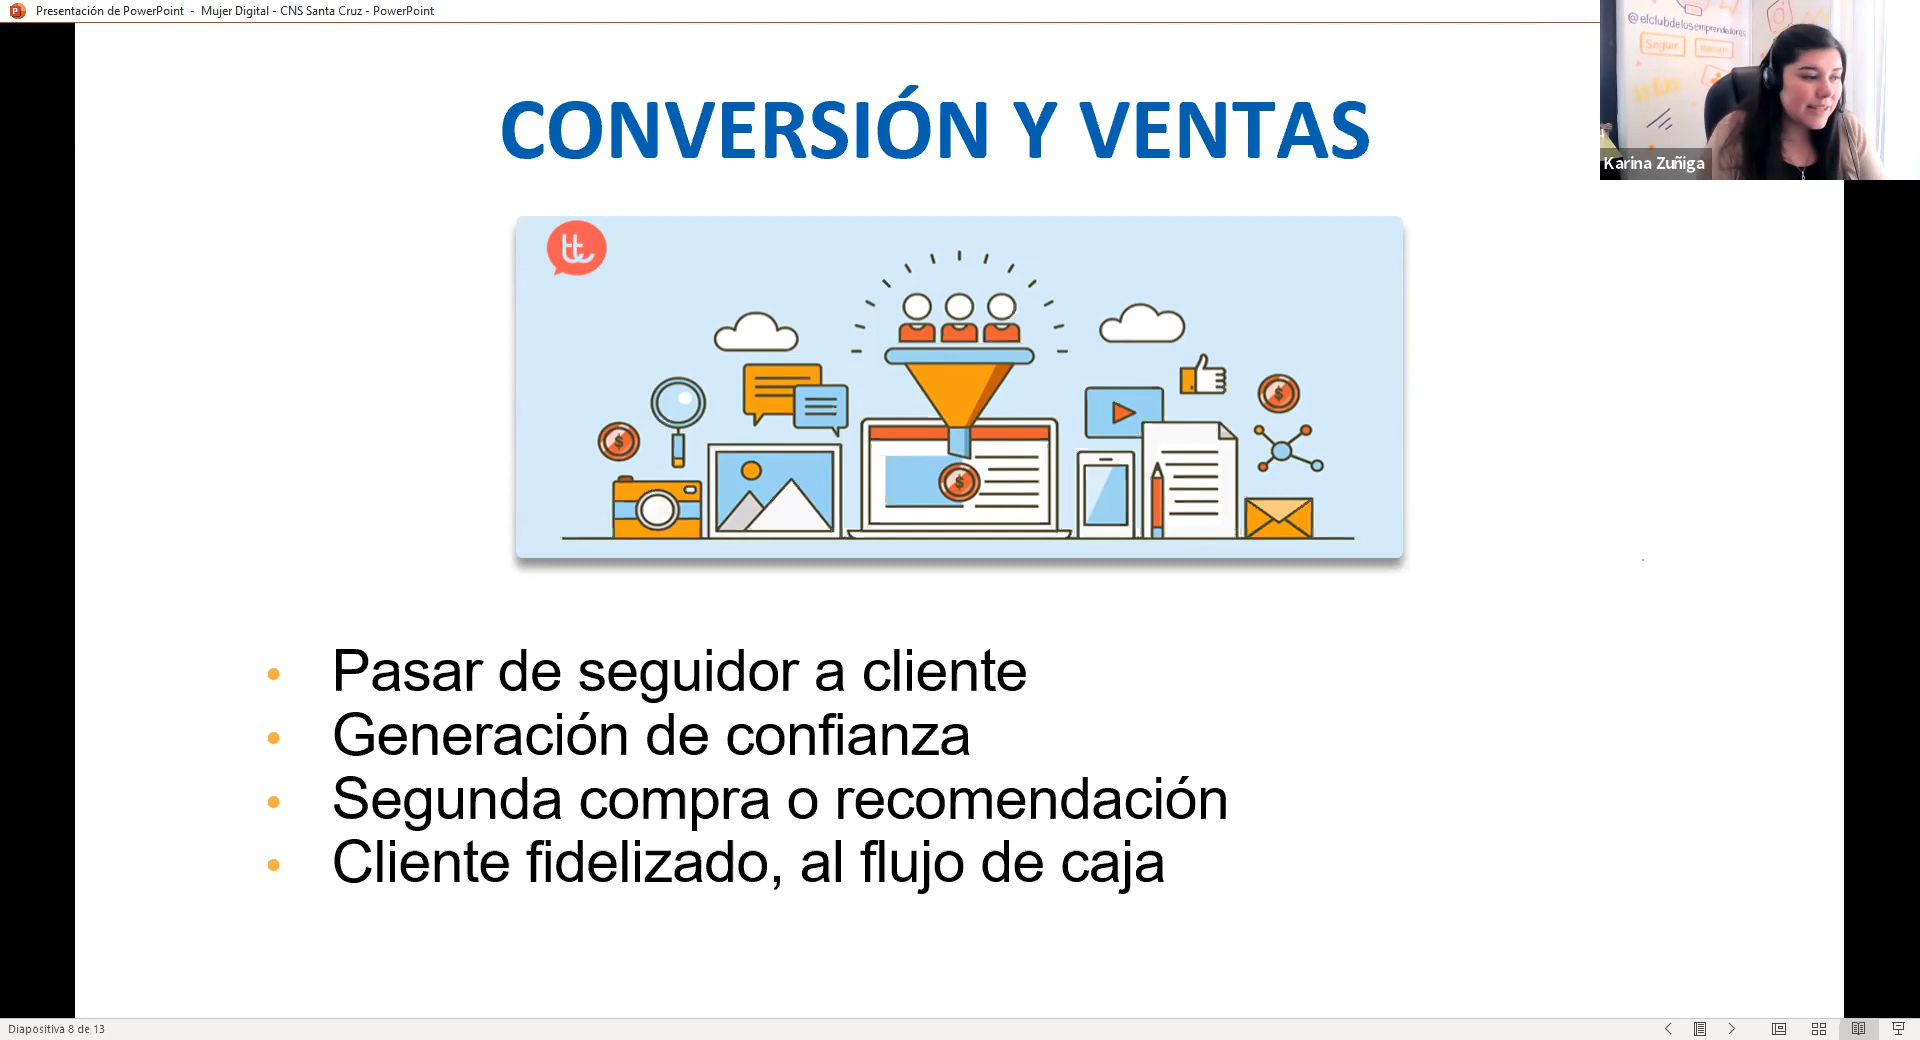 Presentación de PowerPoint - Mujer Digital - CNS Santa Cruz - PowerPoint
@elclubdelosemprendedores
Seguir
Karina Zuñiga
CONVERSIÓN Y VENTAS
Pasar de seguidor a cliente
Generación de confianza
Segunda compra o recomendación
Cliente fidelizado, al flujo de caja
Diapositiva 8 de 13